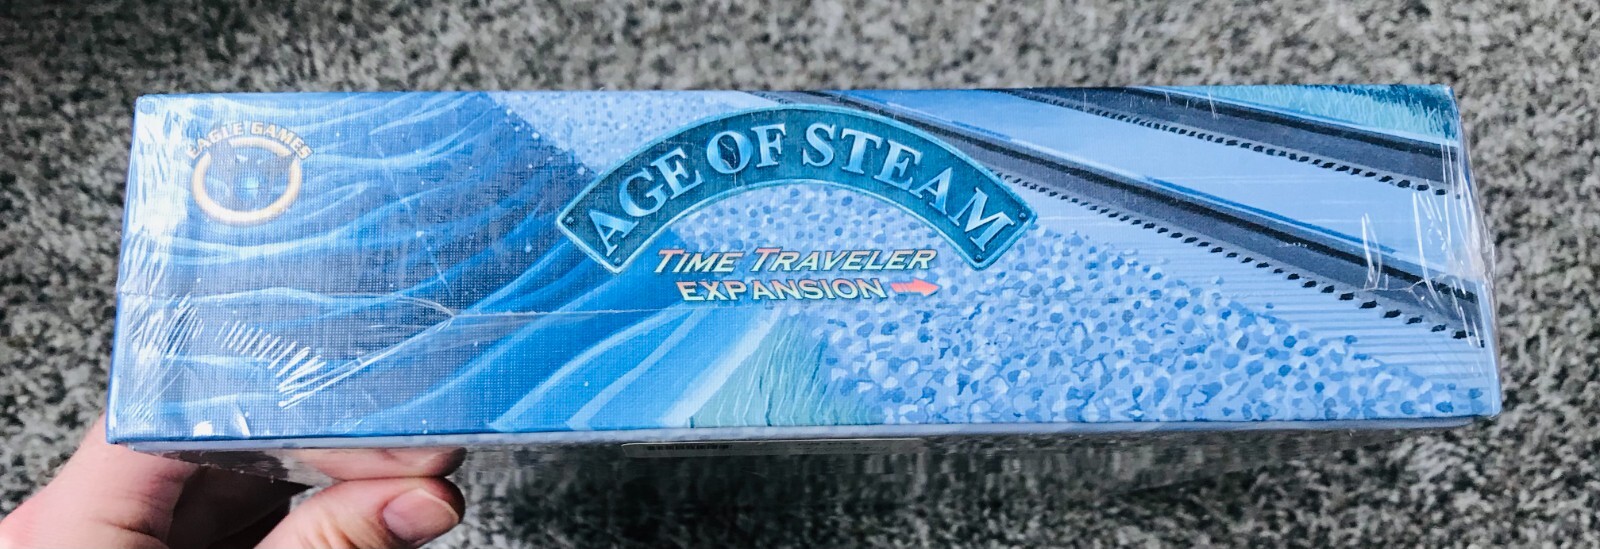 EAGLE GAMES
AGE OF STEAM
TIME TRAVELER
EXPANSION